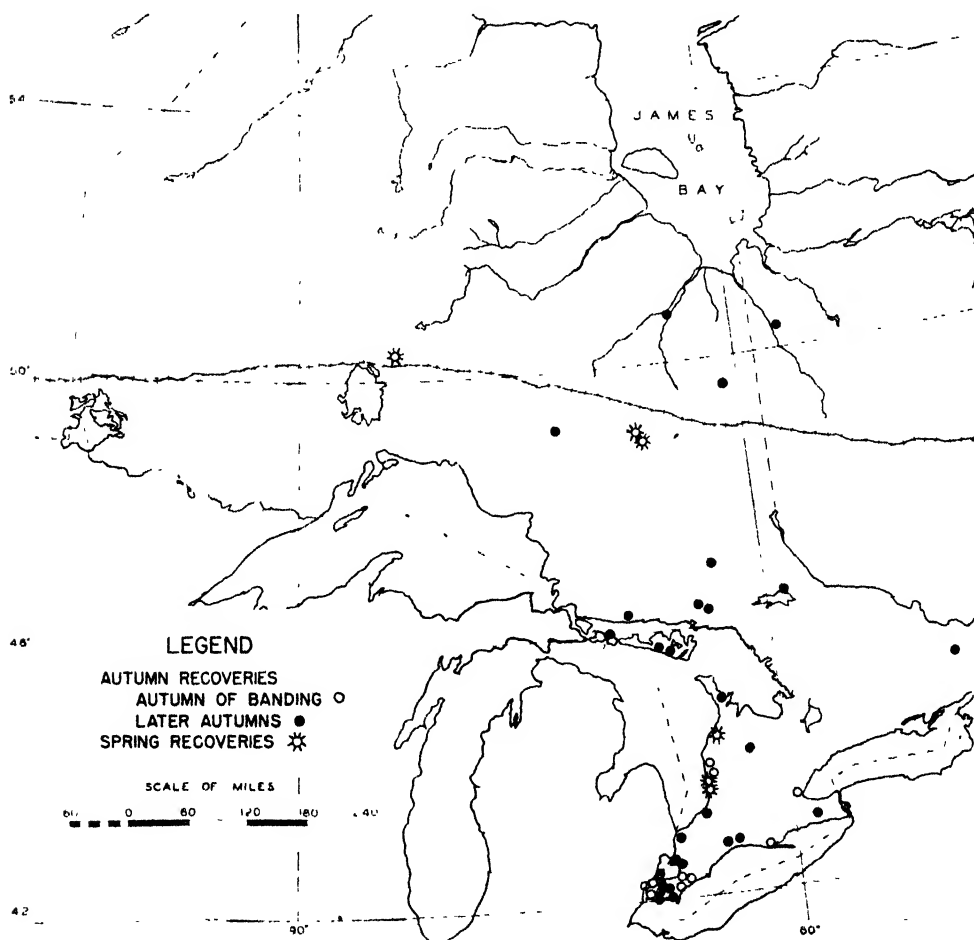 54
JAMES
BAY
50°
46°
LEGEND
AUTUMN RECOVERIES
AUTUMN OF BANDING
LATER AUTUMNS
SPRING RECOVERIES
SCALE OF MILES
0 60 120 180
42
90°
80°